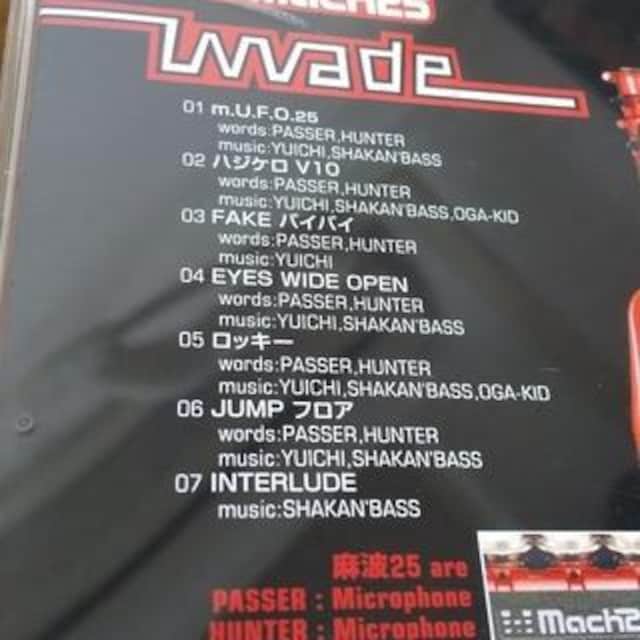 Mach25
01 m.U.F.O.25
words:PASSER,HUNTER
music:YUICHI,SHAKAN'BASS
02 ハジケロ V10
words:PASSER,HUNTER
music:YUICHI,SHAKAN'BASS,OGA-KID
03 FAKE バイバイ
words:PASSER,HUNTER
music:YUICHI
04 EYES WIDE OPEN
words:PASSER,HUNTER
music:YUICHI,SHAKAN'BASS
05 ロッキー
words:PASSER,HUNTER
music:YUICHI,SHAKAN'BASS,OGA-KID
06 JUMP フロア
words:PASSER,HUNTER
music:YUICHI,SHAKAN'BASS
07 INTERLUDE
music:SHAKAN'BASS
麻波25 are
PASSER : Microphone
HUNTER : Microphone